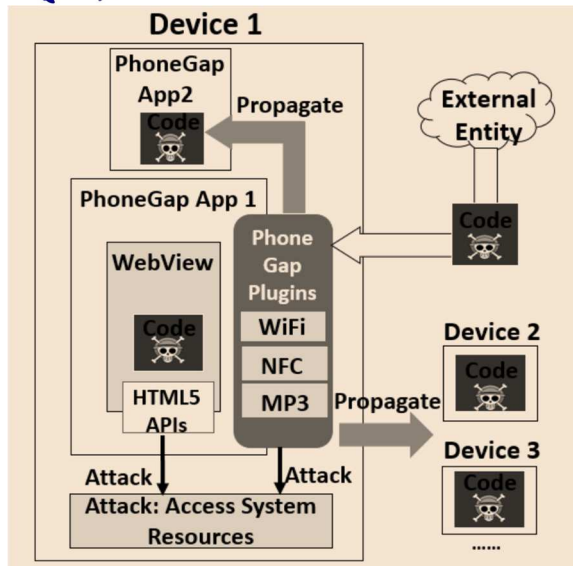 Device 1
PhoneGap
App2
Code
Propagate
External
Entity
Code
PhoneGap App 1
WebView
Code
HTML5
APIs
Phone
Gap
Plugins
WiFi
NFC
MP3
Propagate
Device 2
Code
Device 3
Code
......
Attack
Attack
Attack: Access System
Resources